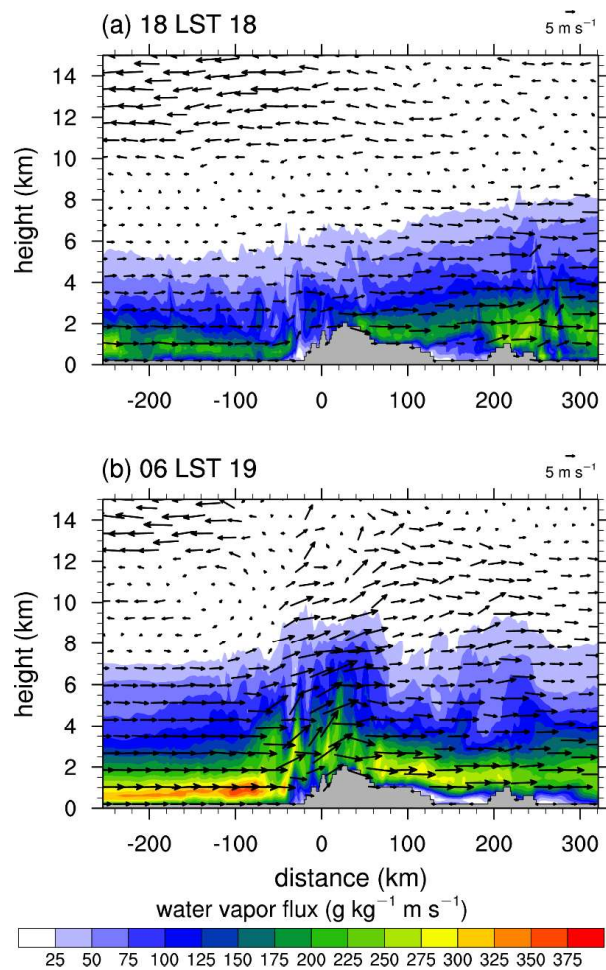 (a) 18 LST 18
5 m s⁻¹
14
12
10
8
6
4
2
0
height (km)
-200 -100 0 100 200 300
(b) 06 LST 19
5 m s⁻¹
14
12
10
8
6
4
2
0
height (km)
-200 -100 0 100 200 300
distance (km)
water vapor flux (g kg⁻¹ m s⁻¹)
25 50 75 100 125 150 175 200 225 250 275 300 325 350 375